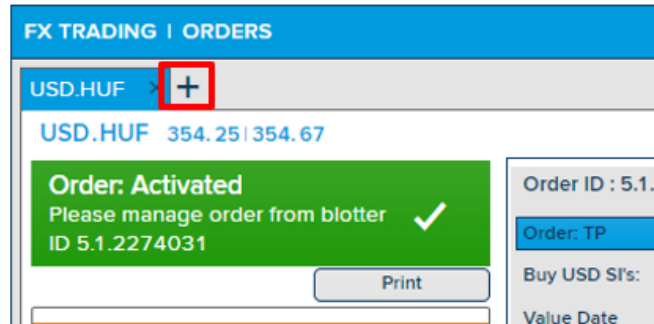 FX TRADING | ORDERS
USD.HUF × +
USD.HUF 354.25|354.67
Order: Activated
Please manage order from blotter
ID 5.1.2274031
Print
Order ID : 5.1.
Order: TP
Buy USD SI's:
Value Date